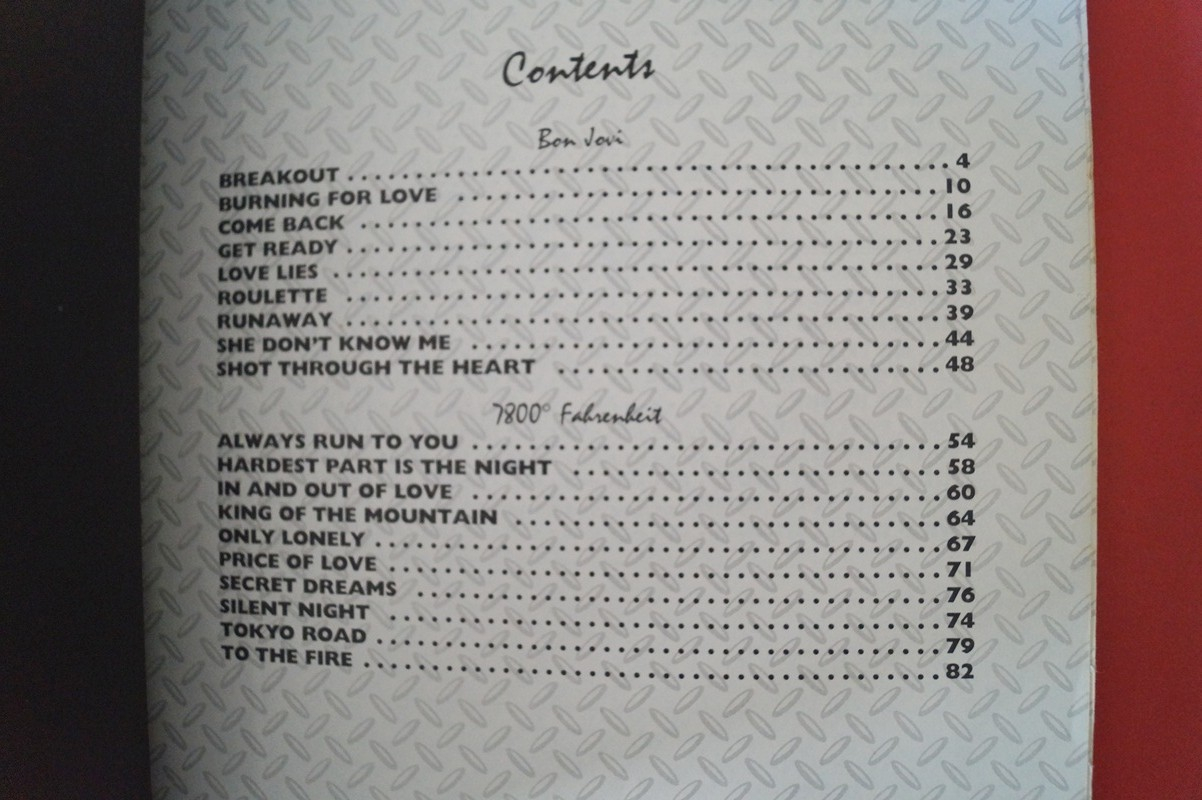 Contents
Bon Jovi
BREAKOUT . . . . . . . . . . . . . . . . . . . . . . . . . . . . . . . . . . . . . . . . . . . . 4
BURNING FOR LOVE . . . . . . . . . . . . . . . . . . . . . . . . . . . . . . . . . . . 10
COME BACK . . . . . . . . . . . . . . . . . . . . . . . . . . . . . . . . . . . . . . . . . . 16
GET READY . . . . . . . . . . . . . . . . . . . . . . . . . . . . . . . . . . . . . . . . . . . 23
LOVE LIES . . . . . . . . . . . . . . . . . . . . . . . . . . . . . . . . . . . . . . . . . . . . 29
ROULETTE . . . . . . . . . . . . . . . . . . . . . . . . . . . . . . . . . . . . . . . . . . . 33
RUNAWAY . . . . . . . . . . . . . . . . . . . . . . . . . . . . . . . . . . . . . . . . . . . 39
SHE DON'T KNOW ME . . . . . . . . . . . . . . . . . . . . . . . . . . . . . . . . . . 44
SHOT THROUGH THE HEART . . . . . . . . . . . . . . . . . . . . . . . . . . . . 48
7800° Fahrenheit
ALWAYS RUN TO YOU . . . . . . . . . . . . . . . . . . . . . . . . . . . . . . . . . . 54
HARDEST PART IS THE NIGHT . . . . . . . . . . . . . . . . . . . . . . . . . . . 58
IN AND OUT OF LOVE . . . . . . . . . . . . . . . . . . . . . . . . . . . . . . . . . . 60
KING OF THE MOUNTAIN . . . . . . . . . . . . . . . . . . . . . . . . . . . . . . . 64
ONLY LONELY . . . . . . . . . . . . . . . . . . . . . . . . . . . . . . . . . . . . . . . . . 67
PRICE OF LOVE . . . . . . . . . . . . . . . . . . . . . . . . . . . . . . . . . . . . . . . . 71
SECRET DREAMS . . . . . . . . . . . . . . . . . . . . . . . . . . . . . . . . . . . . . . 76
SILENT NIGHT . . . . . . . . . . . . . . . . . . . . . . . . . . . . . . . . . . . . . . . . 74
TOKYO ROAD . . . . . . . . . . . . . . . . . . . . . . . . . . . . . . . . . . . . . . . . . 79
TO THE FIRE . . . . . . . . . . . . . . . . . . . . . . . . . . . . . . . . . . . . . . . . . . 82